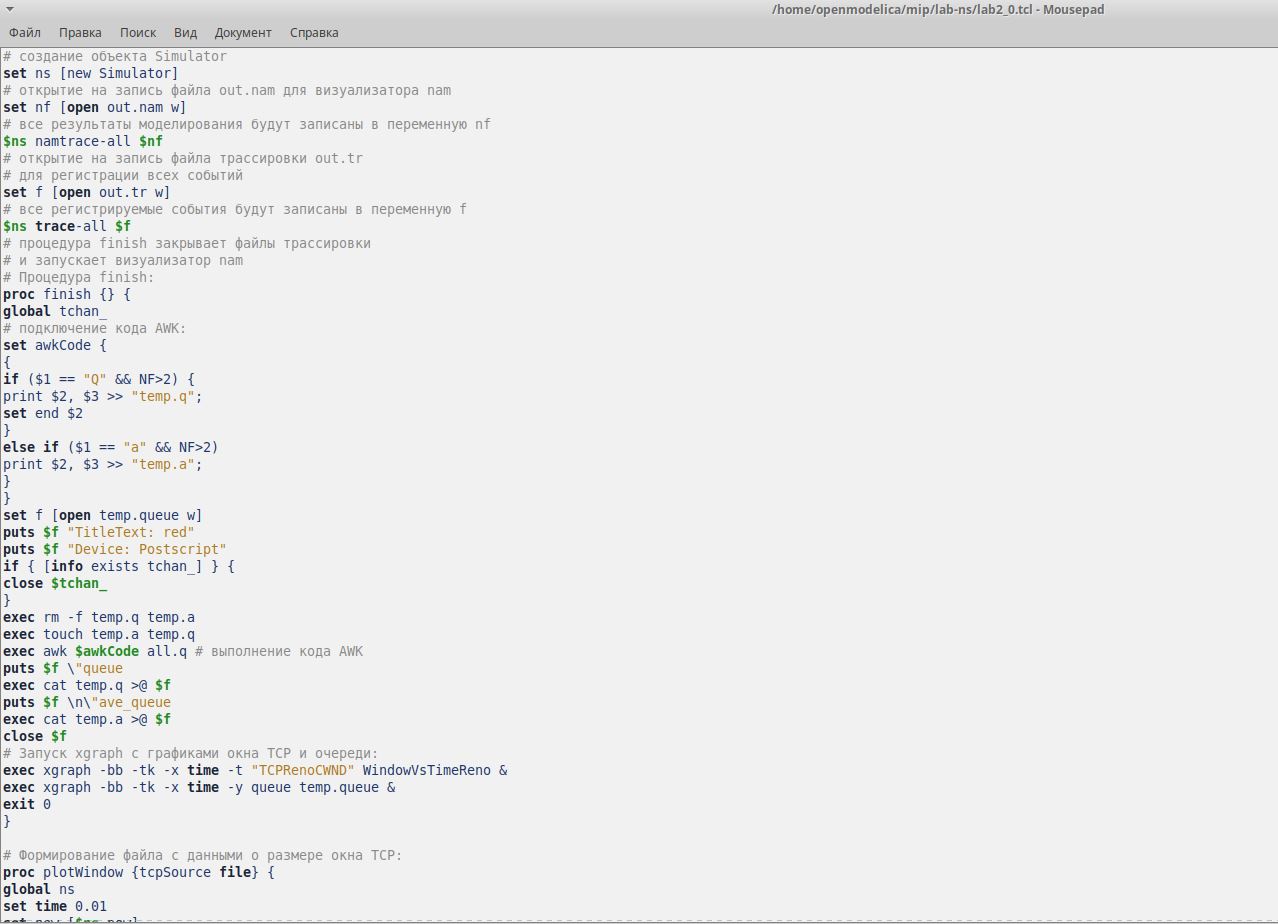 /home/openmodelica/mip/lab-ns/lab2_0.tcl - Mousepad
Файл Правка Поиск Вид Документ Справка
# создание объекта Simulator
set ns [new Simulator]
# открытие на запись файла out.nam для визуализатора nam
set nf [open out.nam w]
# все результаты моделирования будут записаны в переменную nf
$ns namtrace-all $nf
# открытие на запись файла трассировки out.tr
# для регистрации всех событий
set f [open out.tr w]
# все регистрируемые события будут записаны в переменную f
$ns trace-all $f
# процедура finish закрывает файлы трассировки
# и запускает визуализатор nam
# Процедура finish:
proc finish {} {
global tchan_
# подключение кода AWK:
set awkCode {
{
if ($1 == "Q" && NF>2) {
print $2, $3 >> "temp.q";
set end $2
}
else if ($1 == "a" && NF>2)
print $2, $3 >> "temp.a";
}
}
set f [open temp.queue w]
puts $f "TitleText: red"
puts $f "Device: Postscript"
if { [info exists tchan_] } {
close $tchan_
}
exec rm -f temp.q temp.a
exec touch temp.a temp.q
exec awk $awkCode all.q # выполнение кода AWK
puts $f \"queue
exec cat temp.q >@ $f
puts $f \n\"ave_queue
exec cat temp.a >@ $f
close $f
# Запуск xgraph с графиками окна TCP и очереди:
exec xgraph -bb -tk -x time -t "TCPRenoCWND" WindowVsTimeReno &
exec xgraph -bb -tk -x time -y queue temp.queue &
exit 0
}
# Формирование файла с данными о размере окна TCP:
proc plotWindow {tcpSource file} {
global ns
set time 0.01
set now [$ns now]